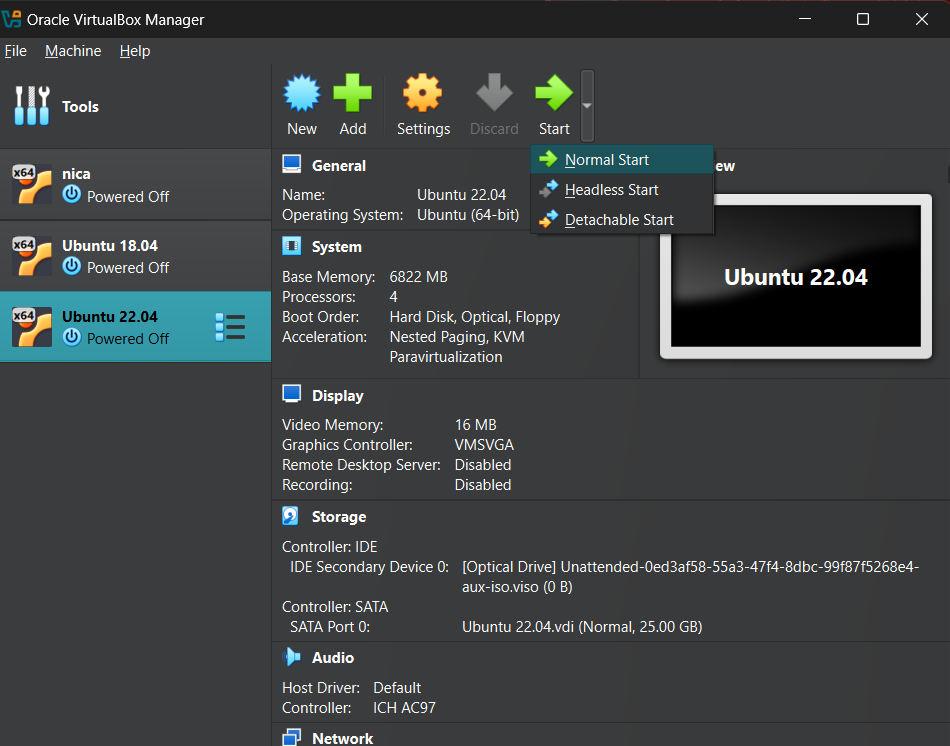 Oracle VirtualBox Manager
File Machine Help
Tools
New Add Settings Discard Start
Normal Start
Headless Start
Detachable Start
x64
nica
Powered Off
x64
Ubuntu 18.04
Powered Off
x64
Ubuntu 22.04
Powered Off
General
Name: Ubuntu 22.04
Operating System: Ubuntu (64-bit)
System
Base Memory: 6822 MB
Processors: 4
Boot Order: Hard Disk, Optical, Floppy
Acceleration: Nested Paging, KVM
Paravirtualization
ew
Ubuntu 22.04
Display
Video Memory: 16 MB
Graphics Controller: VMSVGA
Remote Desktop Server: Disabled
Recording: Disabled
Storage
Controller: IDE
IDE Secondary Device 0: [Optical Drive] Unattended-0ed3af58-55a3-47f4-8dbc-99f87f5268e4-
aux-iso.viso (0 B)
Controller: SATA
SATA Port 0: Ubuntu 22.04.vdi (Normal, 25.00 GB)
Audio
Host Driver: Default
Controller: ICH AC97
Network